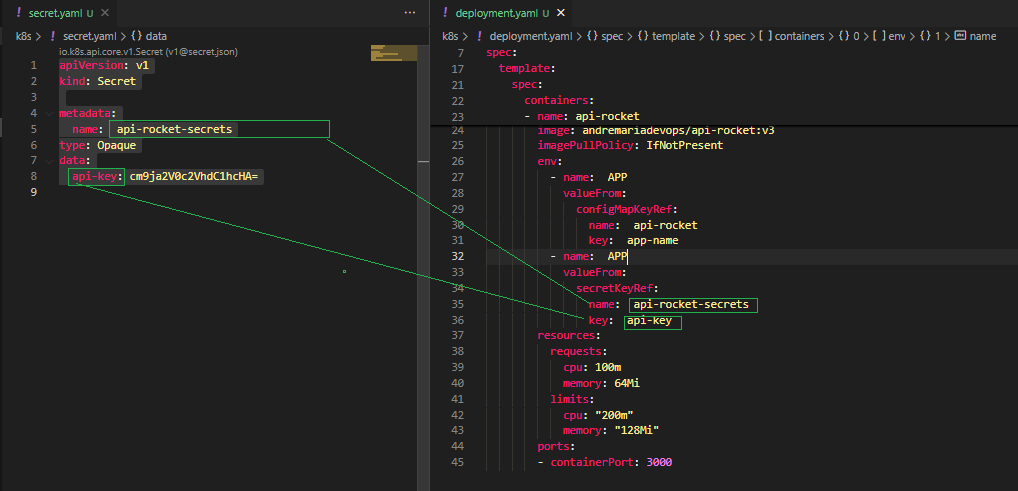 secret.yaml U
k8s > secret.yaml > {} data
io.k8s.api.core.v1.Secret (v1@secret.json)
1 apiVersion: v1
2 kind: Secret
3
4 metadata:
5 name: api-rocket-secrets
6 type: Opaque
7 data:
8 api-key: cm9ja2V0c2VhdC1hcHA=
9
deployment.yaml U
k8s > deployment.yaml > {} spec > {} template > {} spec > [ ] containers > {} 0 > [ ] env > {} 1 > name
7 spec:
17 template:
21 spec:
22 containers:
23 - name: api-rocket
24 image: andremariadevops/api-rocket:v3
25 imagePullPolicy: IfNotPresent
26 env:
27 - name: APP
28 valueFrom:
29 configMapKeyRef:
30 name: api-rocket
31 key: app-name
32 - name: APP
33 valueFrom:
34 secretKeyRef:
35 name: api-rocket-secrets
36 key: api-key
37 resources:
38 requests:
39 cpu: 100m
40 memory: 64Mi
41 limits:
42 cpu: "200m"
43 memory: "128Mi"
44 ports:
45 - containerPort: 3000